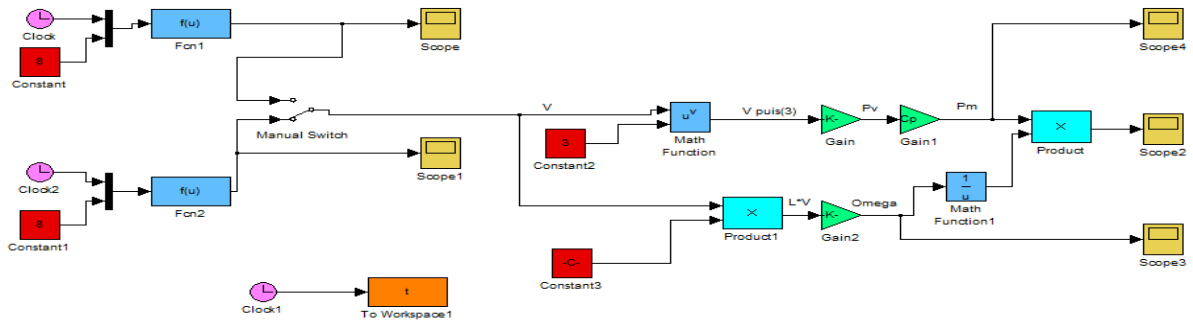 Clock
8
Constant
f(u)
Fcn1
Scope
Manual Switch
V
3
Constant2
u^v
Math
Function
V puis(3)
K-
Gain
Pv
Cp
Gain1
Pm
Scope4
×
Product
Scope2
Clock2
8
Constant1
f(u)
Fcn2
Scope1
×
Product1
-C-
Constant3
L*V
K-
Gain2
Omega
1
u
Math
Function1
Scope3
Clock1
t
To Workspace1